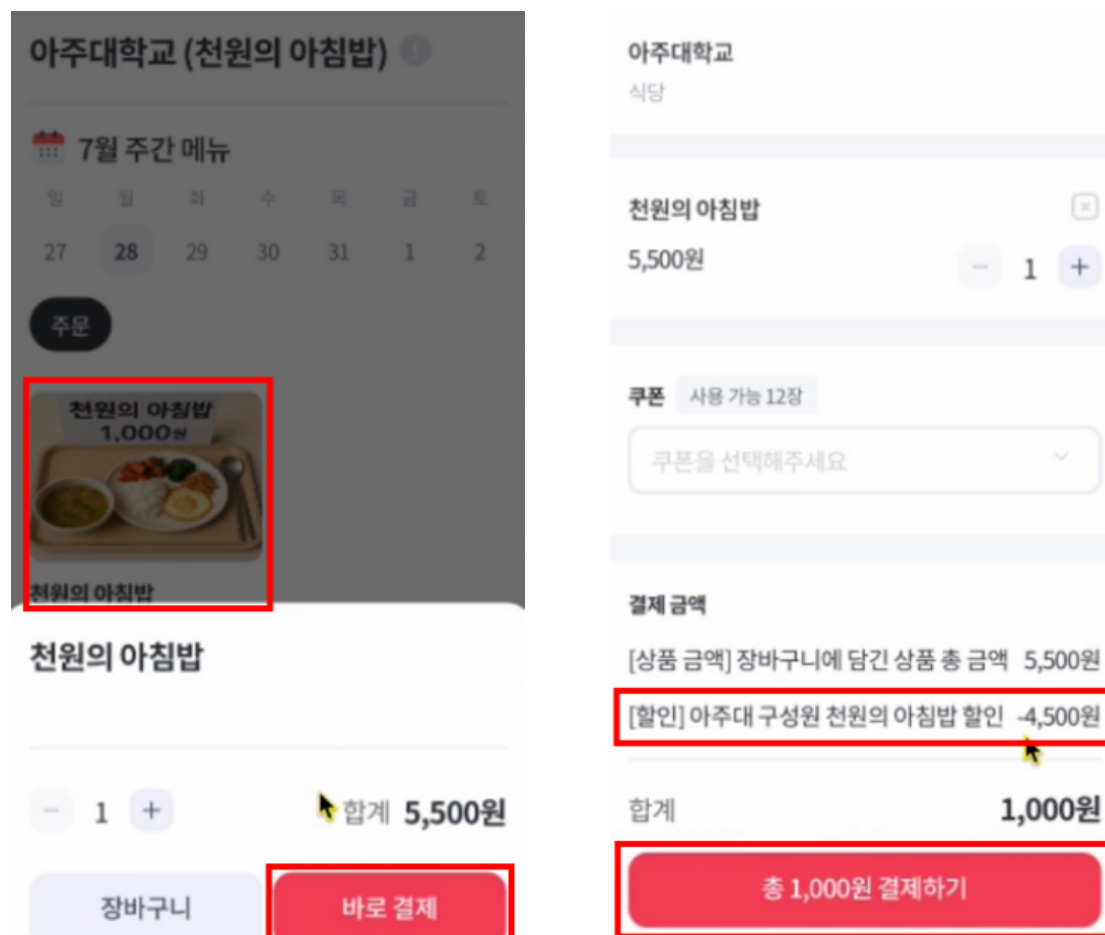 아주대학교 (천원의 아침밥)
7월 주간 메뉴
일 월 화 수 목 금 토
27 28 29 30 31 1 2
주문
천원의 아침밥
1,000원
천원의 아침밥
천원의 아침밥
- 1 + 합계 5,500원
장바구니 바로 결제
아주대학교
식당
천원의 아침밥
5,500원 - 1 +
쿠폰 사용 가능 12장
쿠폰을 선택해주세요
결제 금액
[상품 금액] 장바구니에 담긴 상품 총 금액 5,500원
[할인] 아주대 구성원 천원의 아침밥 할인 -4,500원
합계 1,000원
총 1,000원 결제하기